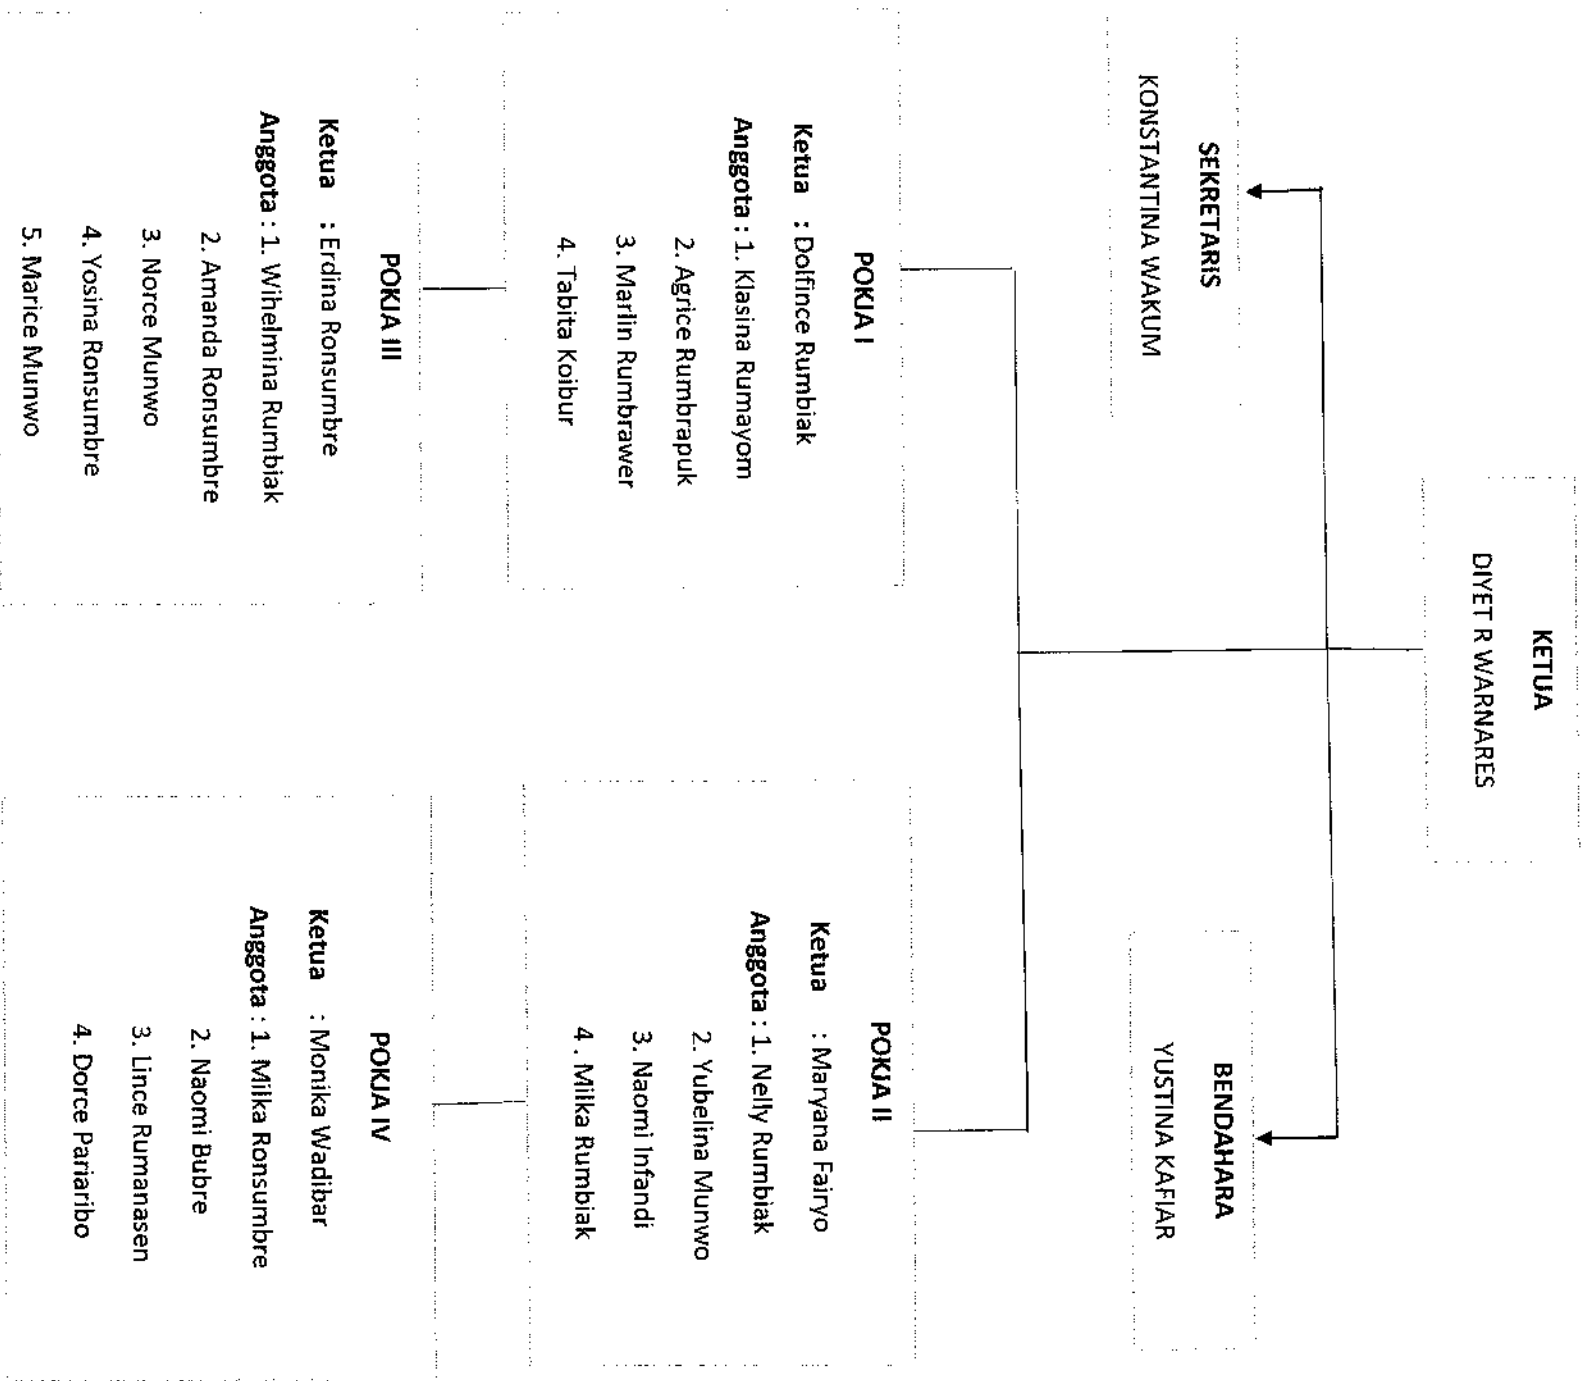 KETUA
DIYET R WARNARES
SEKRETARIS
KONSTANTINA WAKUM
BENDAHARA
YUSTINA KAFIAR
POKJA I
Ketua : Dolfince Rumbiak
Anggota : 1. Klasina Rumayom
2. Agrice Rumbrapuk
3. Marlin Rumbrawer
4. Tabita Koibur
POKJA II
Ketua : Maryana Fairyo
Anggota : 1. Nelly Rumbiak
2. Yubelina Munwo
3. Naomi Infandi
4 . Milka Rumbiak
POKJA III
Ketua : Erdina Ronsumbre
Anggota : 1. Wihelmina Rumbiak
2. Amanda Ronsumbre
3. Norce Munwo
4. Yosina Ronsumbre
5. Marice Munwo
POKJA IV
Ketua : Monika Wadibar
Anggota : 1. Milka Ronsumbre
2. Naomi Bubre
3. Lince Rumanasen
4. Dorce Pariaribo